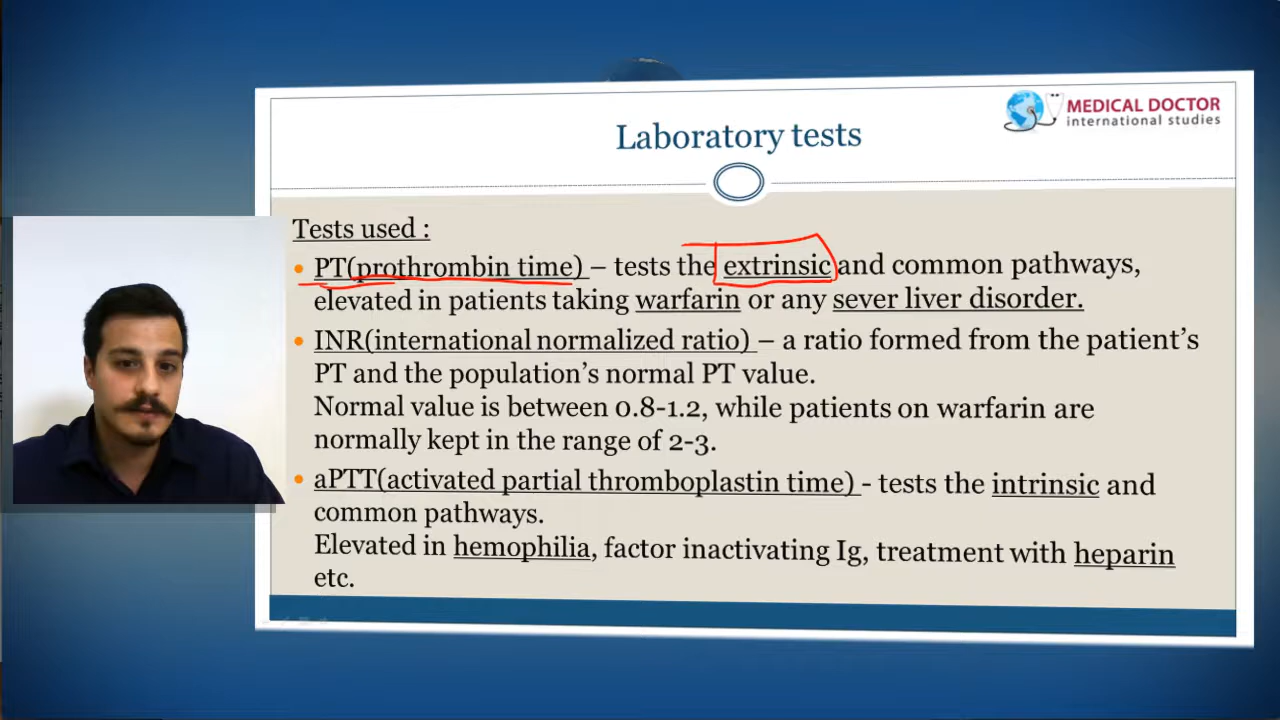 MEDICAL DOCTOR
international studies
Laboratory tests
Tests used :
• PT(prothrombin time) – tests the extrinsic and common pathways,
elevated in patients taking warfarin or any sever liver disorder.
• INR(international normalized ratio) – a ratio formed from the patient's
PT and the population's normal PT value.
Normal value is between 0.8-1.2, while patients on warfarin are
normally kept in the range of 2-3.
• aPTT(activated partial thromboplastin time) - tests the intrinsic and
common pathways.
Elevated in hemophilia, factor inactivating Ig, treatment with heparin
etc.